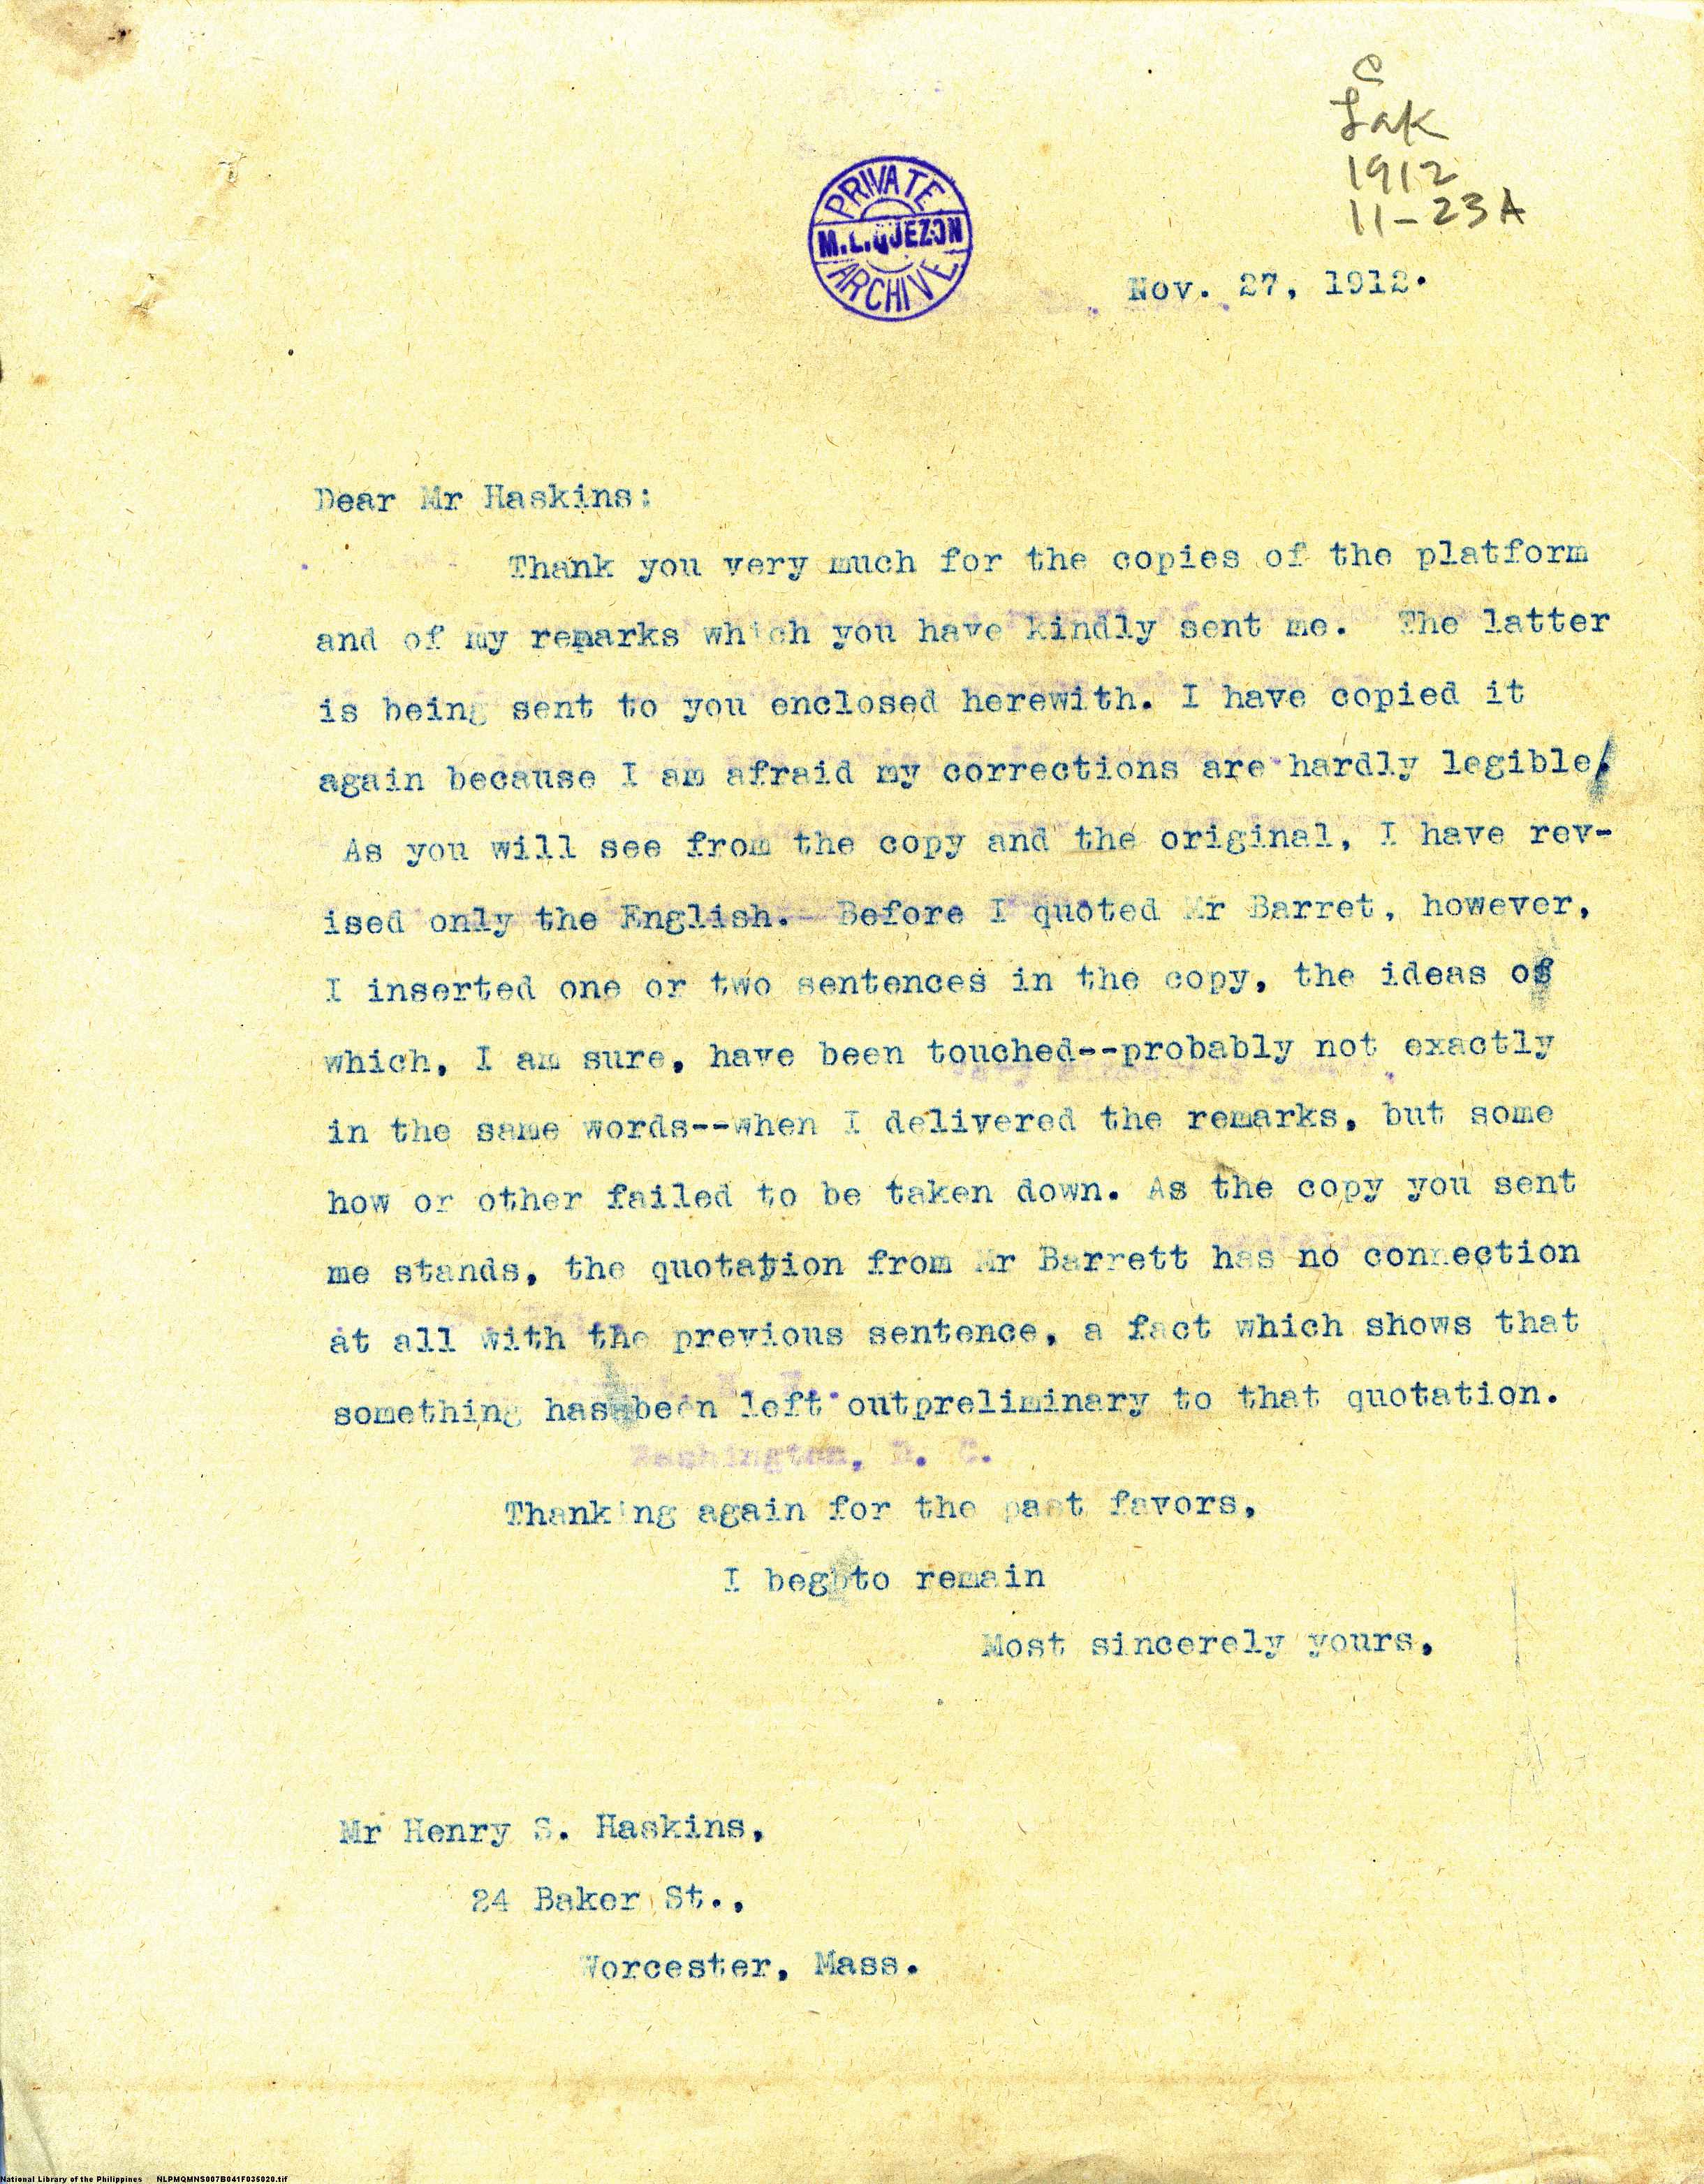 Lak
1912
11-23A
PRIVATE
M.L.QUEZON
ARCHIVE
Nov. 27, 1912.
Dear Mr Haskins:
Thank you very much for the copies of the platform
and of my remarks which you have kindly sent me. The latter
is being sent to you enclosed herewith. I have copied it
again because I am afraid my corrections are hardly legible.
As you will see from the copy and the original, I have rev-
ised only the English. Before I quoted Mr Barret, however,
I inserted one or two sentences in the copy, the ideas of
which, I am sure, have been touched--probably not exactly
in the same words--when I delivered the remarks, but some
how or other failed to be taken down. As the copy you sent
me stands, the quotation from Mr Barrett has no connection
at all with the previous sentence, a fact which shows that
something has been left outpreliminary to that quotation.
Washington, D. C.
Thanking again for the past favors,
I beg to remain
Most sincerely yours,
Mr Henry S. Haskins,
24 Baker St.,
Worcester, Mass.
National Library of the Philippines NLPMQMNS007B041F036020.tif